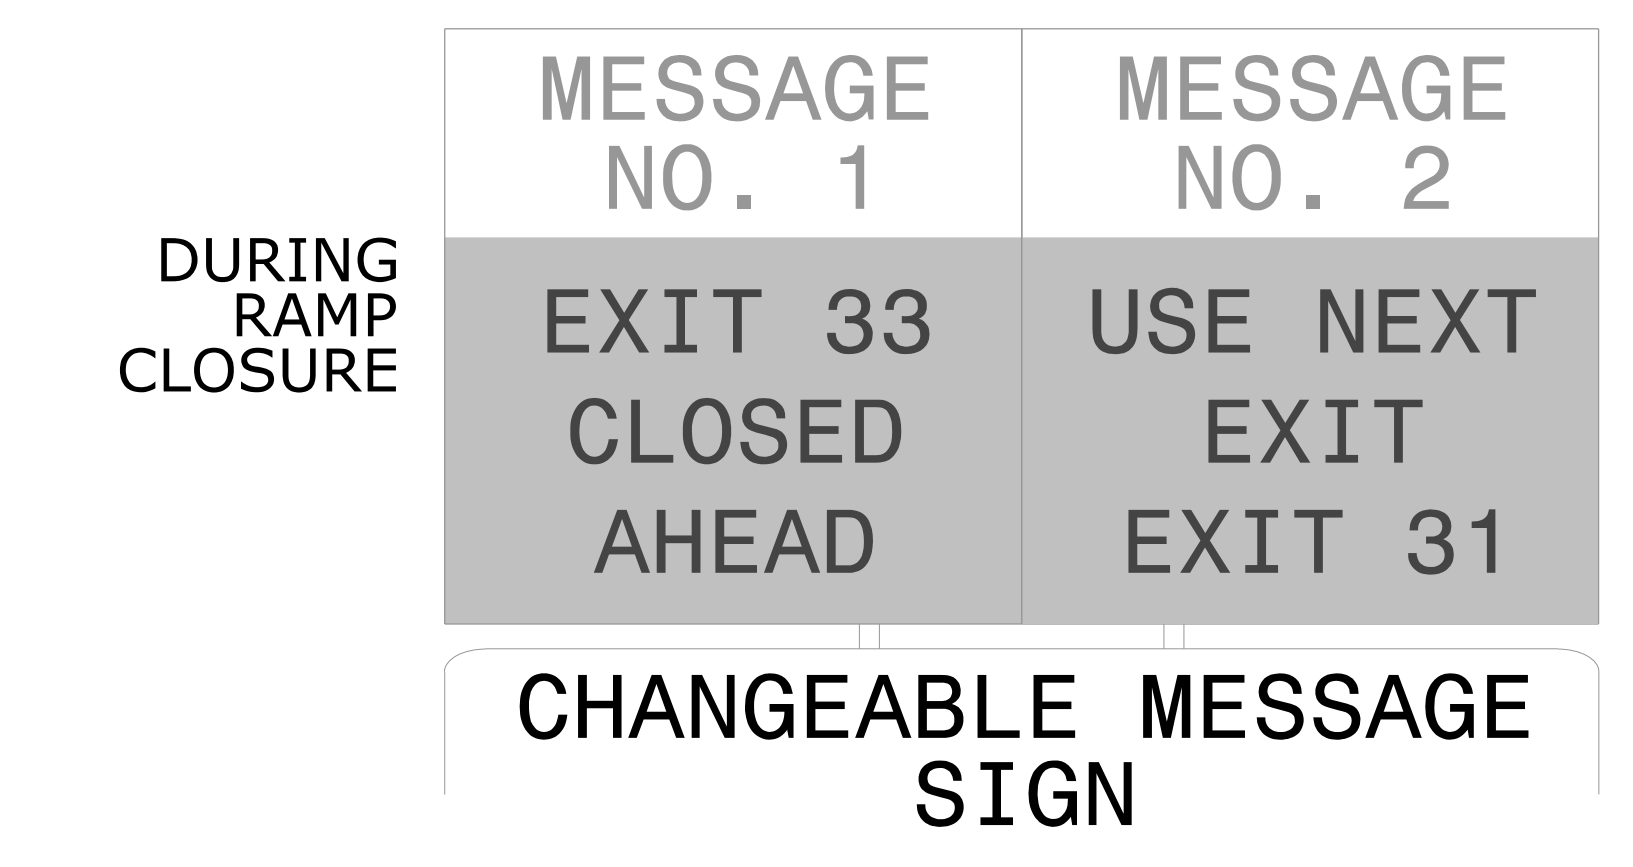 MESSAGE
NO. 1
MESSAGE
NO. 2
DURING
RAMP
CLOSURE
EXIT 33
CLOSED
AHEAD
USE NEXT
EXIT
EXIT 31
CHANGEABLE MESSAGE
SIGN